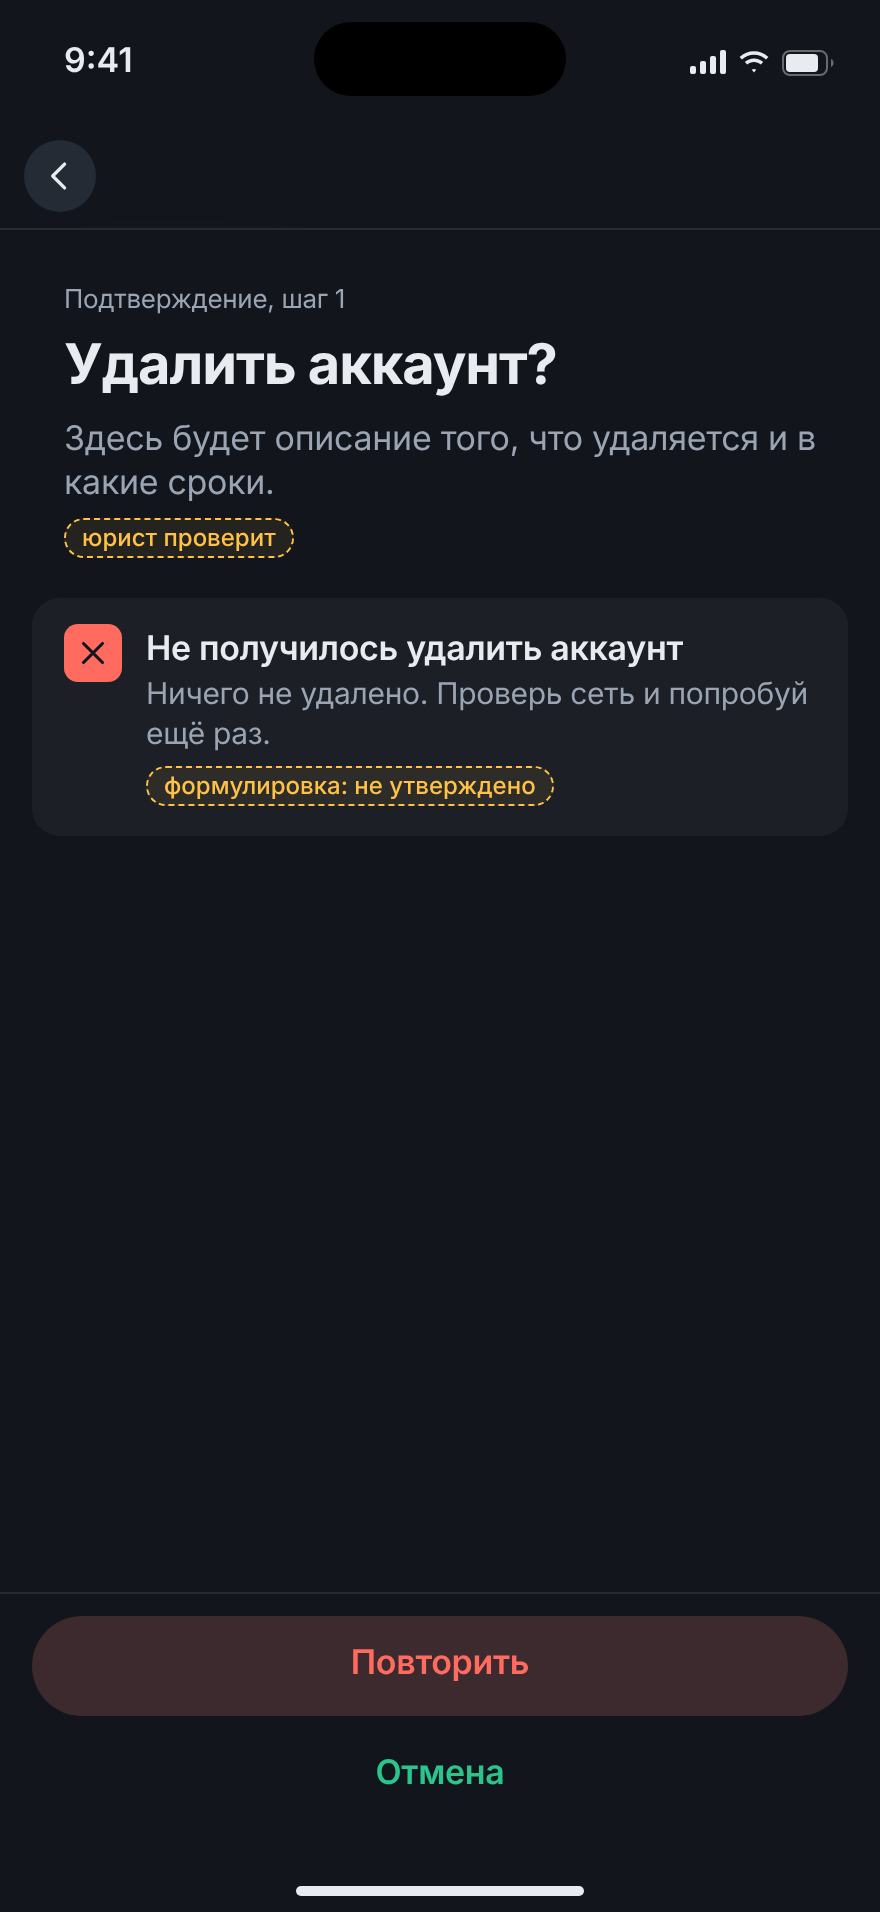 9:41
Подтверждение, шаг 1
Удалить аккаунт?
Здесь будет описание того, что удаляется и в
какие сроки.
юрист проверит
Не получилось удалить аккаунт
Ничего не удалено. Проверь сеть и попробуй
ещё раз.
формулировка: не утверждено
Повторить
Отмена